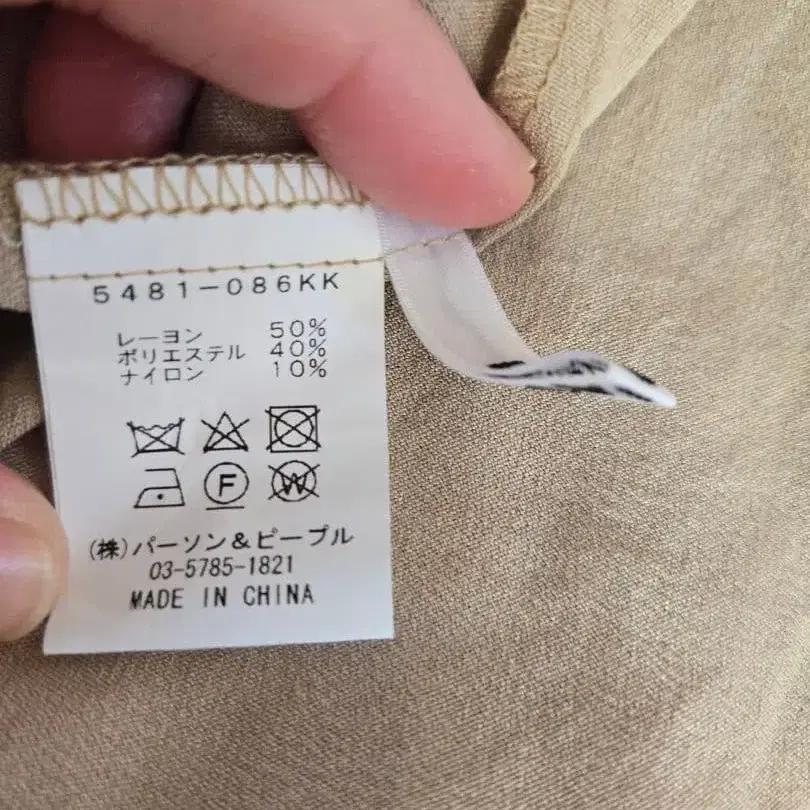 5481-086KK
レーヨン 50%
ポリエステル 40%
ナイロン 10%
F W
(株)パーソン&ピープル
03-5785-1821
MADE IN CHINA